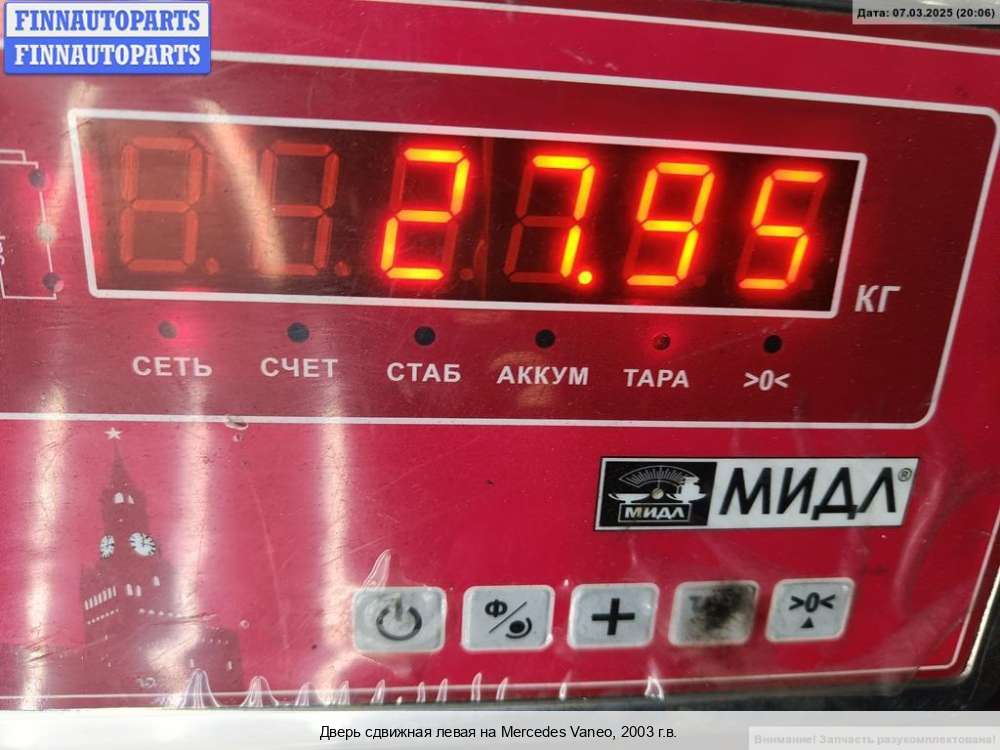 FINNAUTOPARTS
FINNAUTOPARTS
Дата: 07.03.2025 (20:06)
27.95
КГ
СЕТЬ СЧЕТ СТАБ АККУМ ТАРА >0<
МИДЛ МИДЛ®
Ф + >0<
Дверь сдвижная левая на Mercedes Vaneo, 2003 г.в.
Внимание! Запчасть разукомплектована!